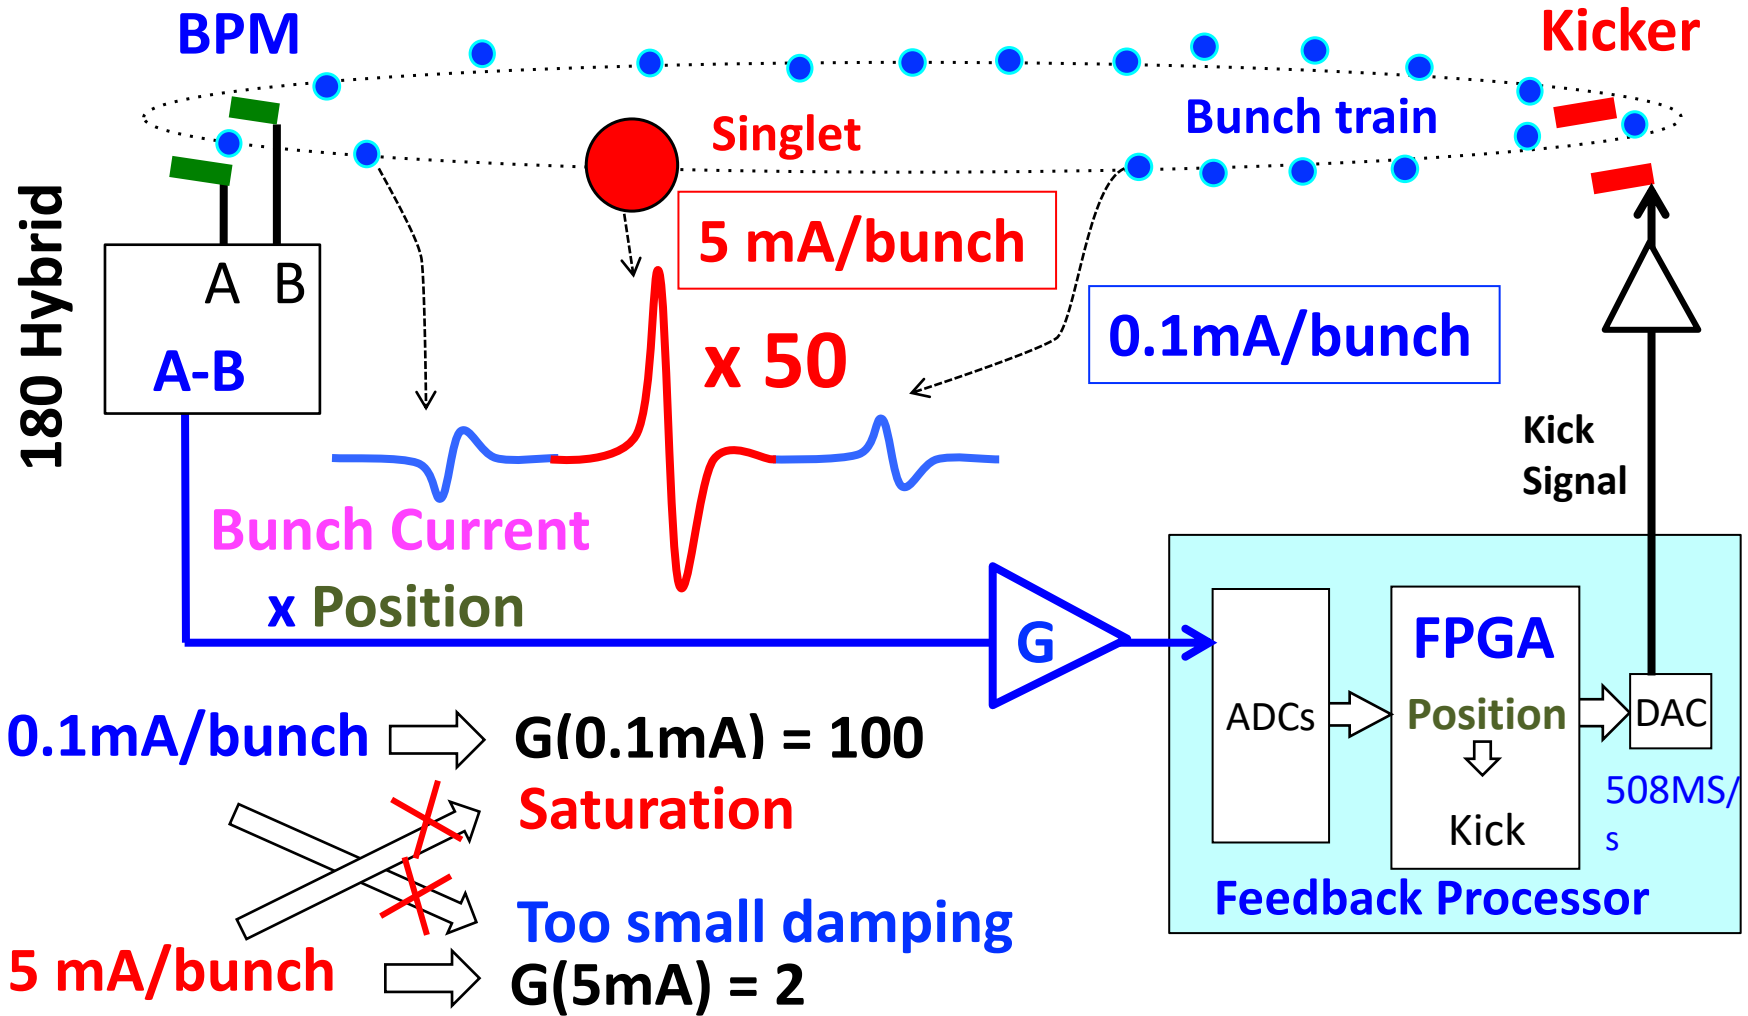 BPM
Kicker
Singlet
Bunch train
180 Hybrid
5 mA/bunch
A B
0.1mA/bunch
x 50
A-B
Kick
Signal
Bunch Current
x Position
G
FPGA
ADCs
Position
DAC
Kick
508MS/
s
Feedback Processor
0.1mA/bunch
G(0.1mA) = 100
Saturation
Too small damping
5 mA/bunch
G(5mA) = 2